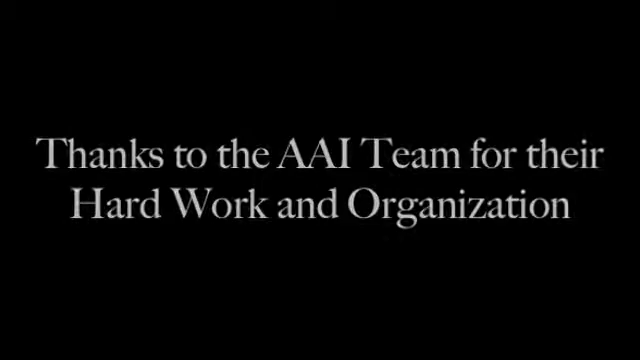 Thanks to the AAI Team for their
Hard Work and Organization